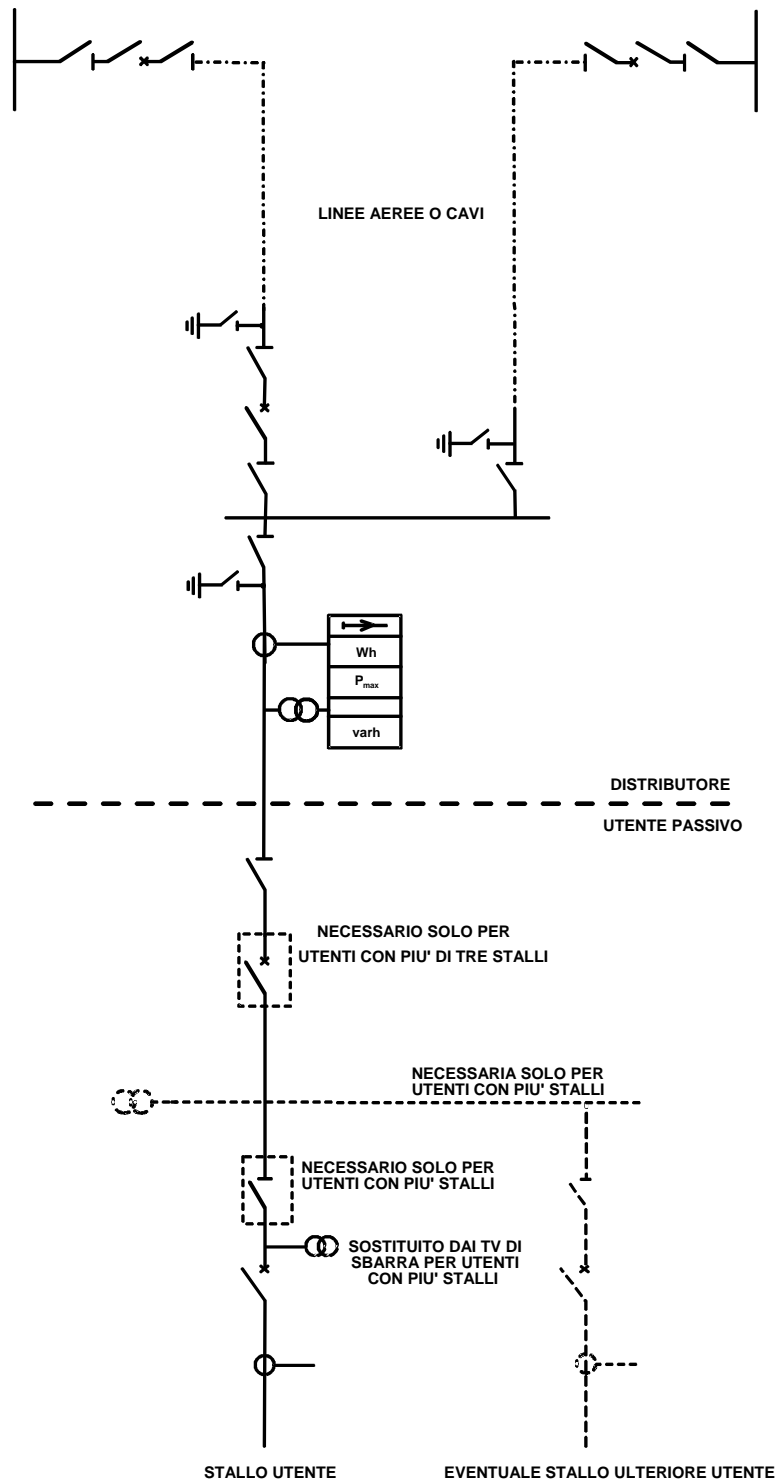 LINEE AEREE O CAVI
Wh
Pmax
varh
DISTRIBUTORE
UTENTE PASSIVO
NECESSARIO SOLO PER
UTENTI CON PIU' DI TRE STALLI
NECESSARIA SOLO PER
UTENTI CON PIU' STALLI
NECESSARIO SOLO PER
UTENTI CON PIU' STALLI
SOSTITUITO DAI TV DI
SBARRA PER UTENTI
CON PIU' STALLI
STALLO UTENTE
EVENTUALE STALLO ULTERIORE UTENTE